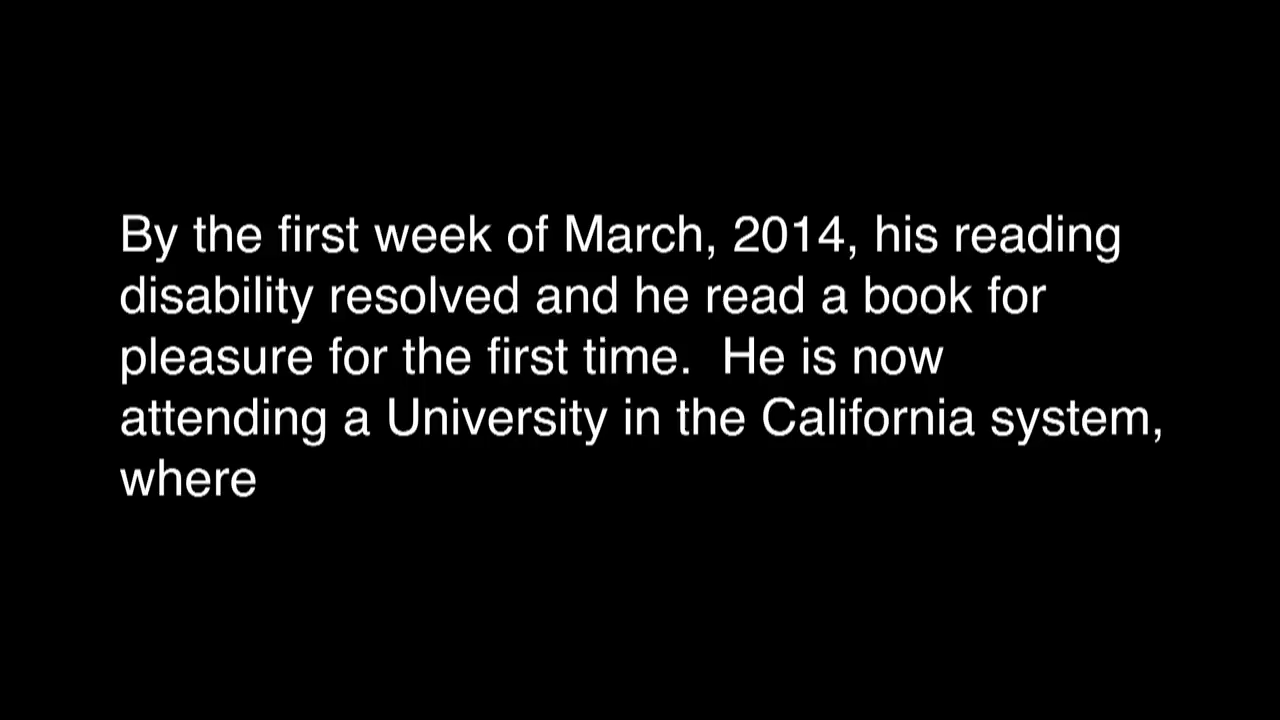 By the first week of March, 2014, his reading
disability resolved and he read a book for
pleasure for the first time.  He is now
attending a University in the California system,
where